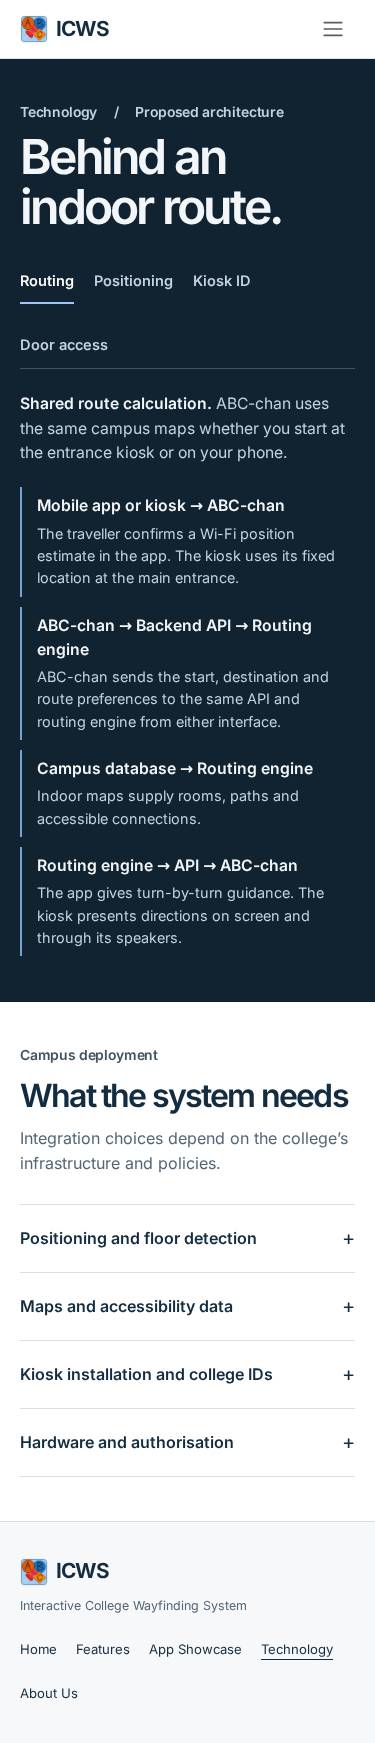 ICWS
Technology / Proposed architecture
Behind an
indoor route.
Routing Positioning Kiosk ID
Door access
Shared route calculation. ABC-chan uses
the same campus maps whether you start at
the entrance kiosk or on your phone.
Mobile app or kiosk → ABC-chan
The traveller confirms a Wi-Fi position
estimate in the app. The kiosk uses its fixed
location at the main entrance.
ABC-chan → Backend API → Routing
engine
ABC-chan sends the start, destination and
route preferences to the same API and
routing engine from either interface.
Campus database → Routing engine
Indoor maps supply rooms, paths and
accessible connections.
Routing engine → API → ABC-chan
The app gives turn-by-turn guidance. The
kiosk presents directions on screen and
through its speakers.
Campus deployment
What the system needs
Integration choices depend on the college’s
infrastructure and policies.
Positioning and floor detection +
Maps and accessibility data +
Kiosk installation and college IDs +
Hardware and authorisation +
ICWS
Interactive College Wayfinding System
Home Features App Showcase Technology
About Us